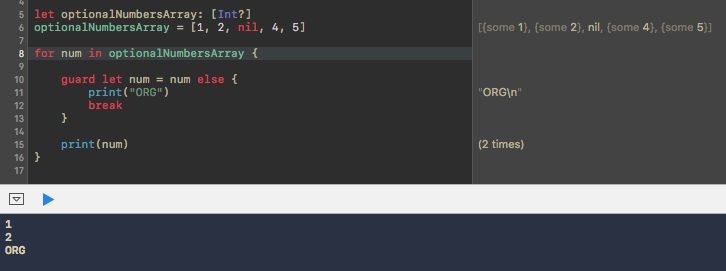 4
5 let optionalNumbersArray: [Int?]
6 optionalNumbersArray = [1, 2, nil, 4, 5] [{some 1}, {some 2}, nil, {some 4}, {some 5}]
7
8 for num in optionalNumbersArray {
9
10     guard let num = num else {
11         print("ORG") "ORG\n"
12         break
13     }
14
15     print(num) (2 times)
16 }
17
1
2
ORG